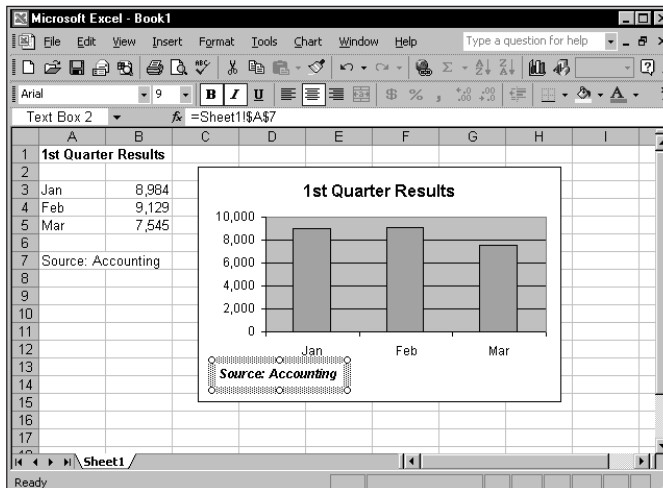 Microsoft Excel - Book1
File Edit View Insert Format Tools Chart Window Help Type a question for help
Arial 9 B I U $ % ,
Text Box 2 fx =Sheet1!$A$7
A B C D E F G H I
1 1st Quarter Results
2
3 Jan 8,984
4 Feb 9,129
5 Mar 7,545
6
7 Source: Accounting
8
9
10
11
12
13
14
15
16
17
1st Quarter Results
10,000
8,000
6,000
4,000
2,000
0
Jan Feb Mar
Source: Accounting
Sheet1
Ready